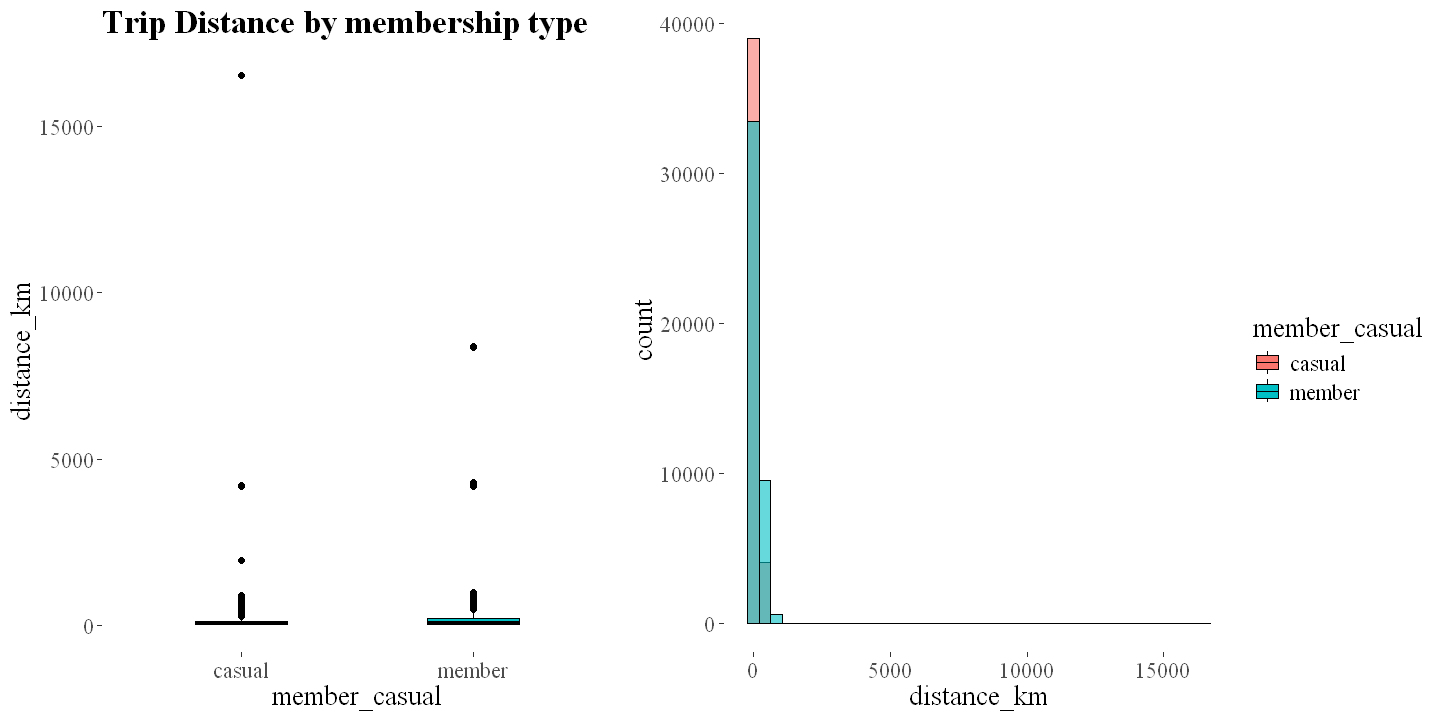 Trip Distance by membership type
distance_km
15000
10000
5000
0
casual
member
member_casual
count
40000
30000
20000
10000
0
0
5000
10000
15000
distance_km
member_casual
casual
member